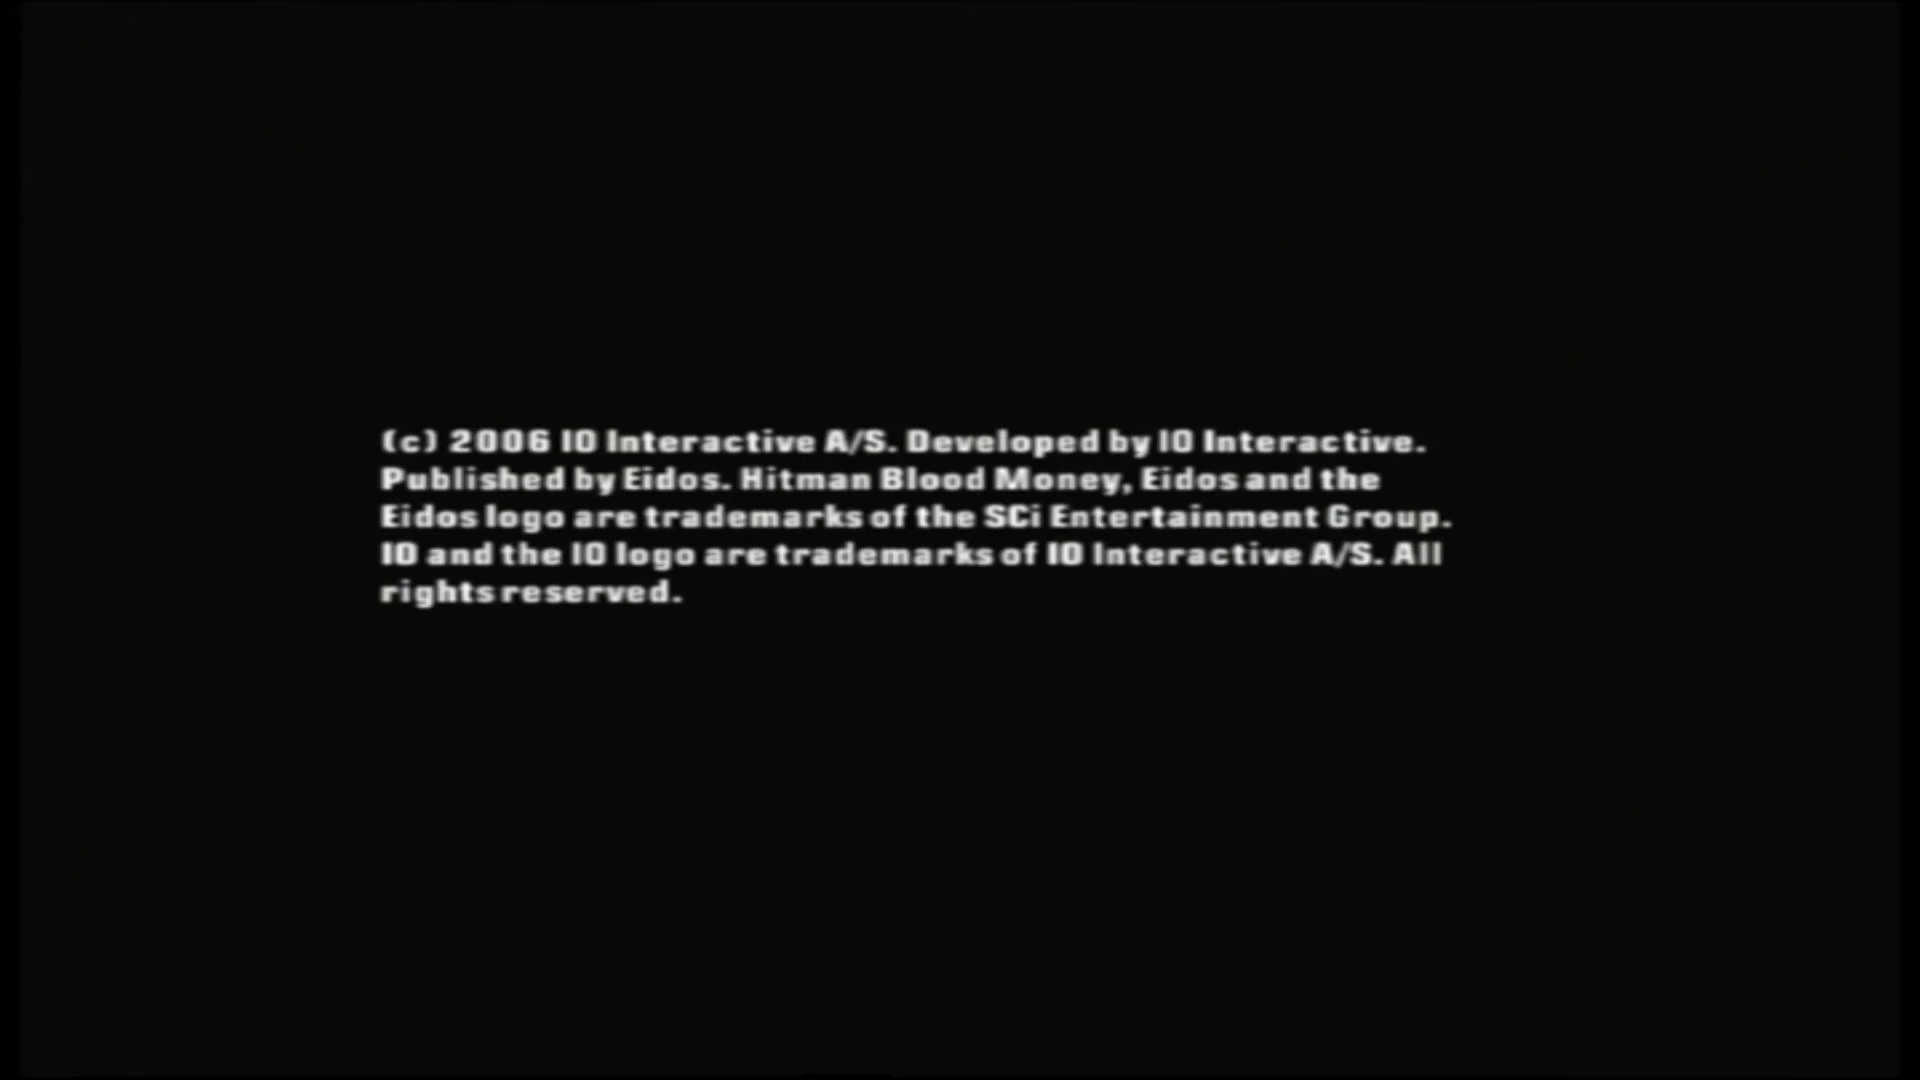 (c) 2006 IO Interactive A/S. Developed by IO Interactive.
Published by Eidos. Hitman Blood Money, Eidos and the
Eidos logo are trademarks of the SCi Entertainment Group.
IO and the IO logo are trademarks of IO Interactive A/S. All
rights reserved.